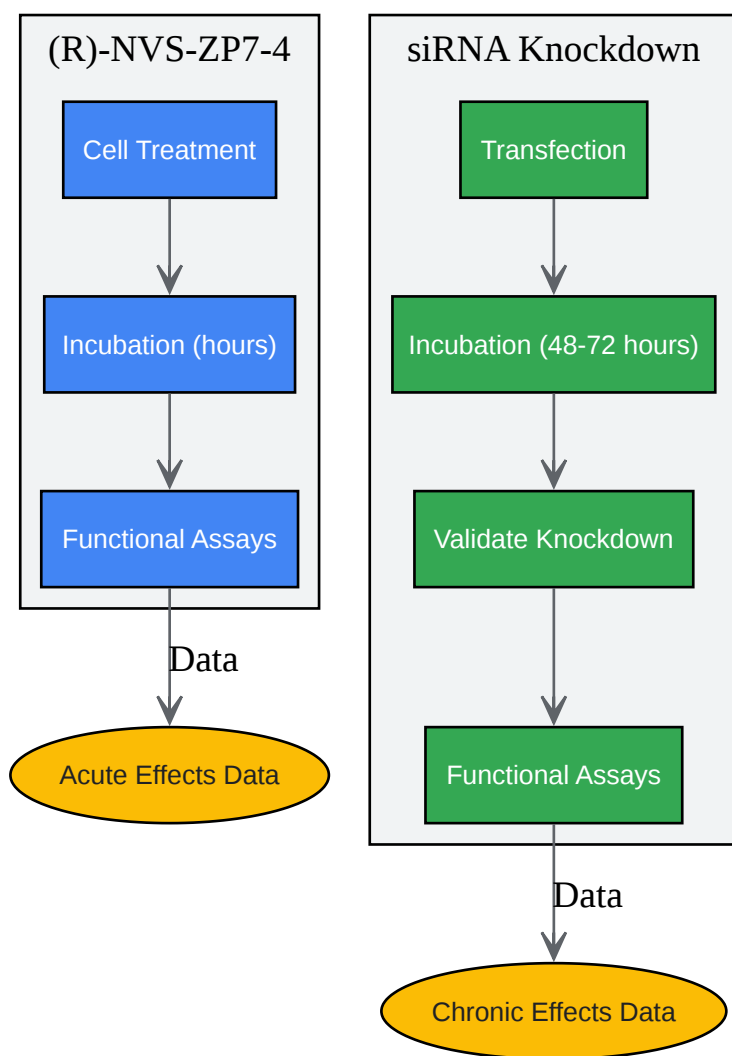 (R)-NVS-ZP7-4
Cell Treatment
Incubation (hours)
Functional Assays
Data
Acute Effects Data
siRNA Knockdown
Transfection
Incubation (48-72 hours)
Validate Knockdown
Functional Assays
Data
Chronic Effects Data